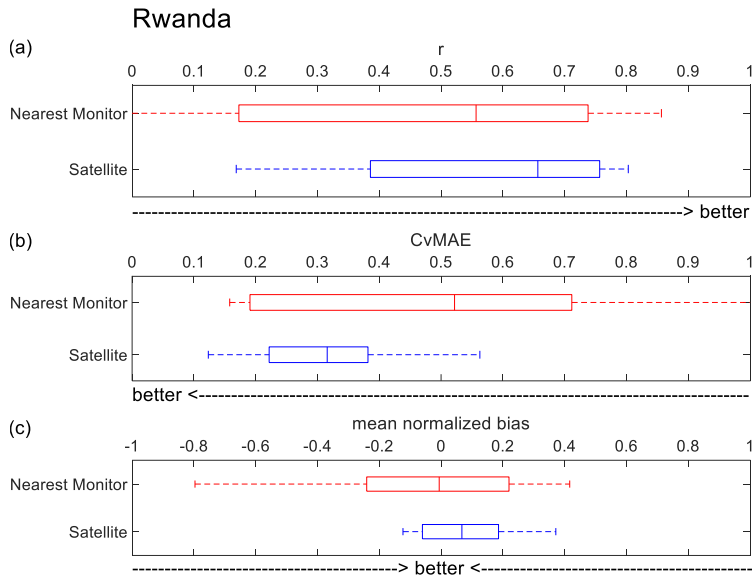 Rwanda
(a)
r
0 0.1 0.2 0.3 0.4 0.5 0.6 0.7 0.8 0.9 1
Nearest Monitor
Satellite
--------------------------------------------------------------------------------> better
(b)
CvMAE
0 0.1 0.2 0.3 0.4 0.5 0.6 0.7 0.8 0.9 1
Nearest Monitor
Satellite
better <--------------------------------------------------------------------------------
(c)
mean normalized bias
-1 -0.8 -0.6 -0.4 -0.2 0 0.2 0.4 0.6 0.8 1
Nearest Monitor
Satellite
----------------------------------------> better <----------------------------------------